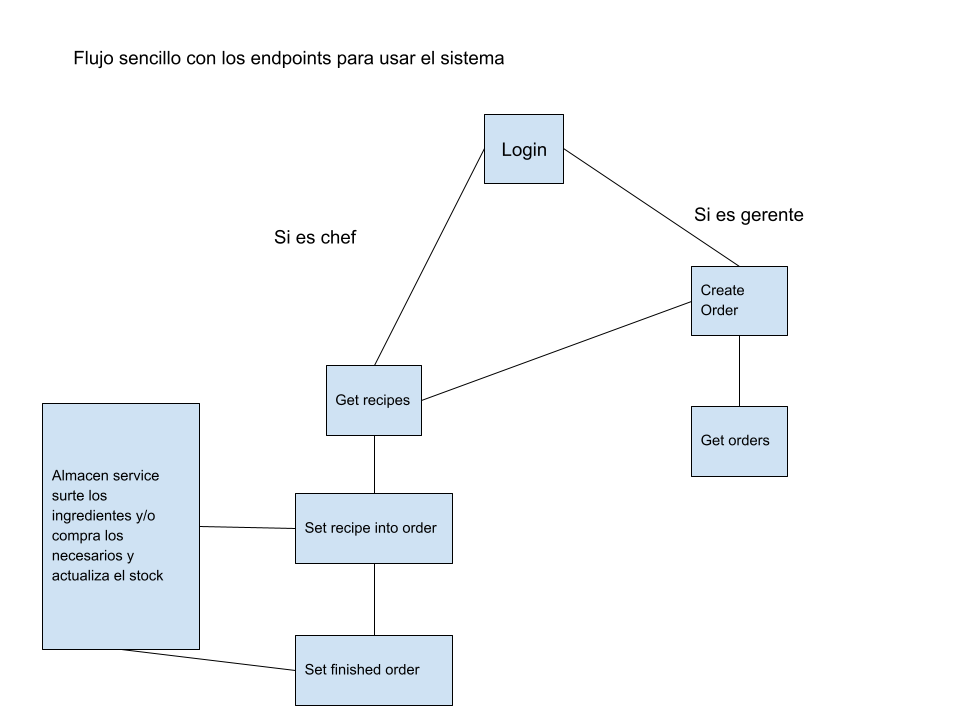 Flujo sencillo con los endpoints para usar el sistema
Login
Si es gerente
Si es chef
Create
Order
Get recipes
Get orders
Almacen service
surte los
ingredientes y/o
compra los
necesarios y
actualiza el stock
Set recipe into order
Set finished order